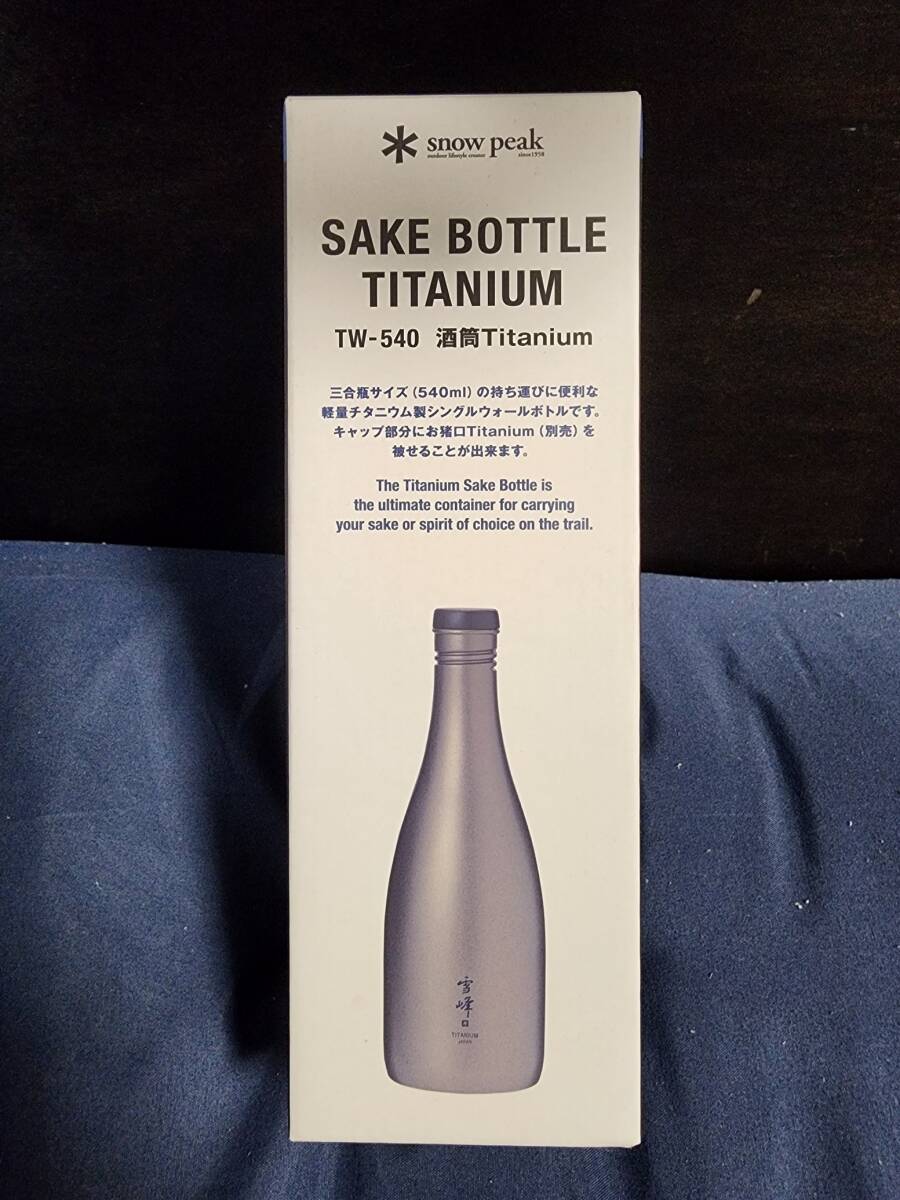 snow peak
outdoor lifestyle creator since1958
SAKE BOTTLE
TITANIUM
TW-540 酒筒Titanium
三合瓶サイズ(540ml)の持ち運びに便利な
軽量チタニウム製シングルウォールボトルです。
キャップ部分にお猪口Titanium(別売)を
被せることが出来ます。
The Titanium Sake Bottle is
the ultimate container for carrying
your sake or spirit of choice on the trail.
雪
峰
TITANIUM
JAPAN